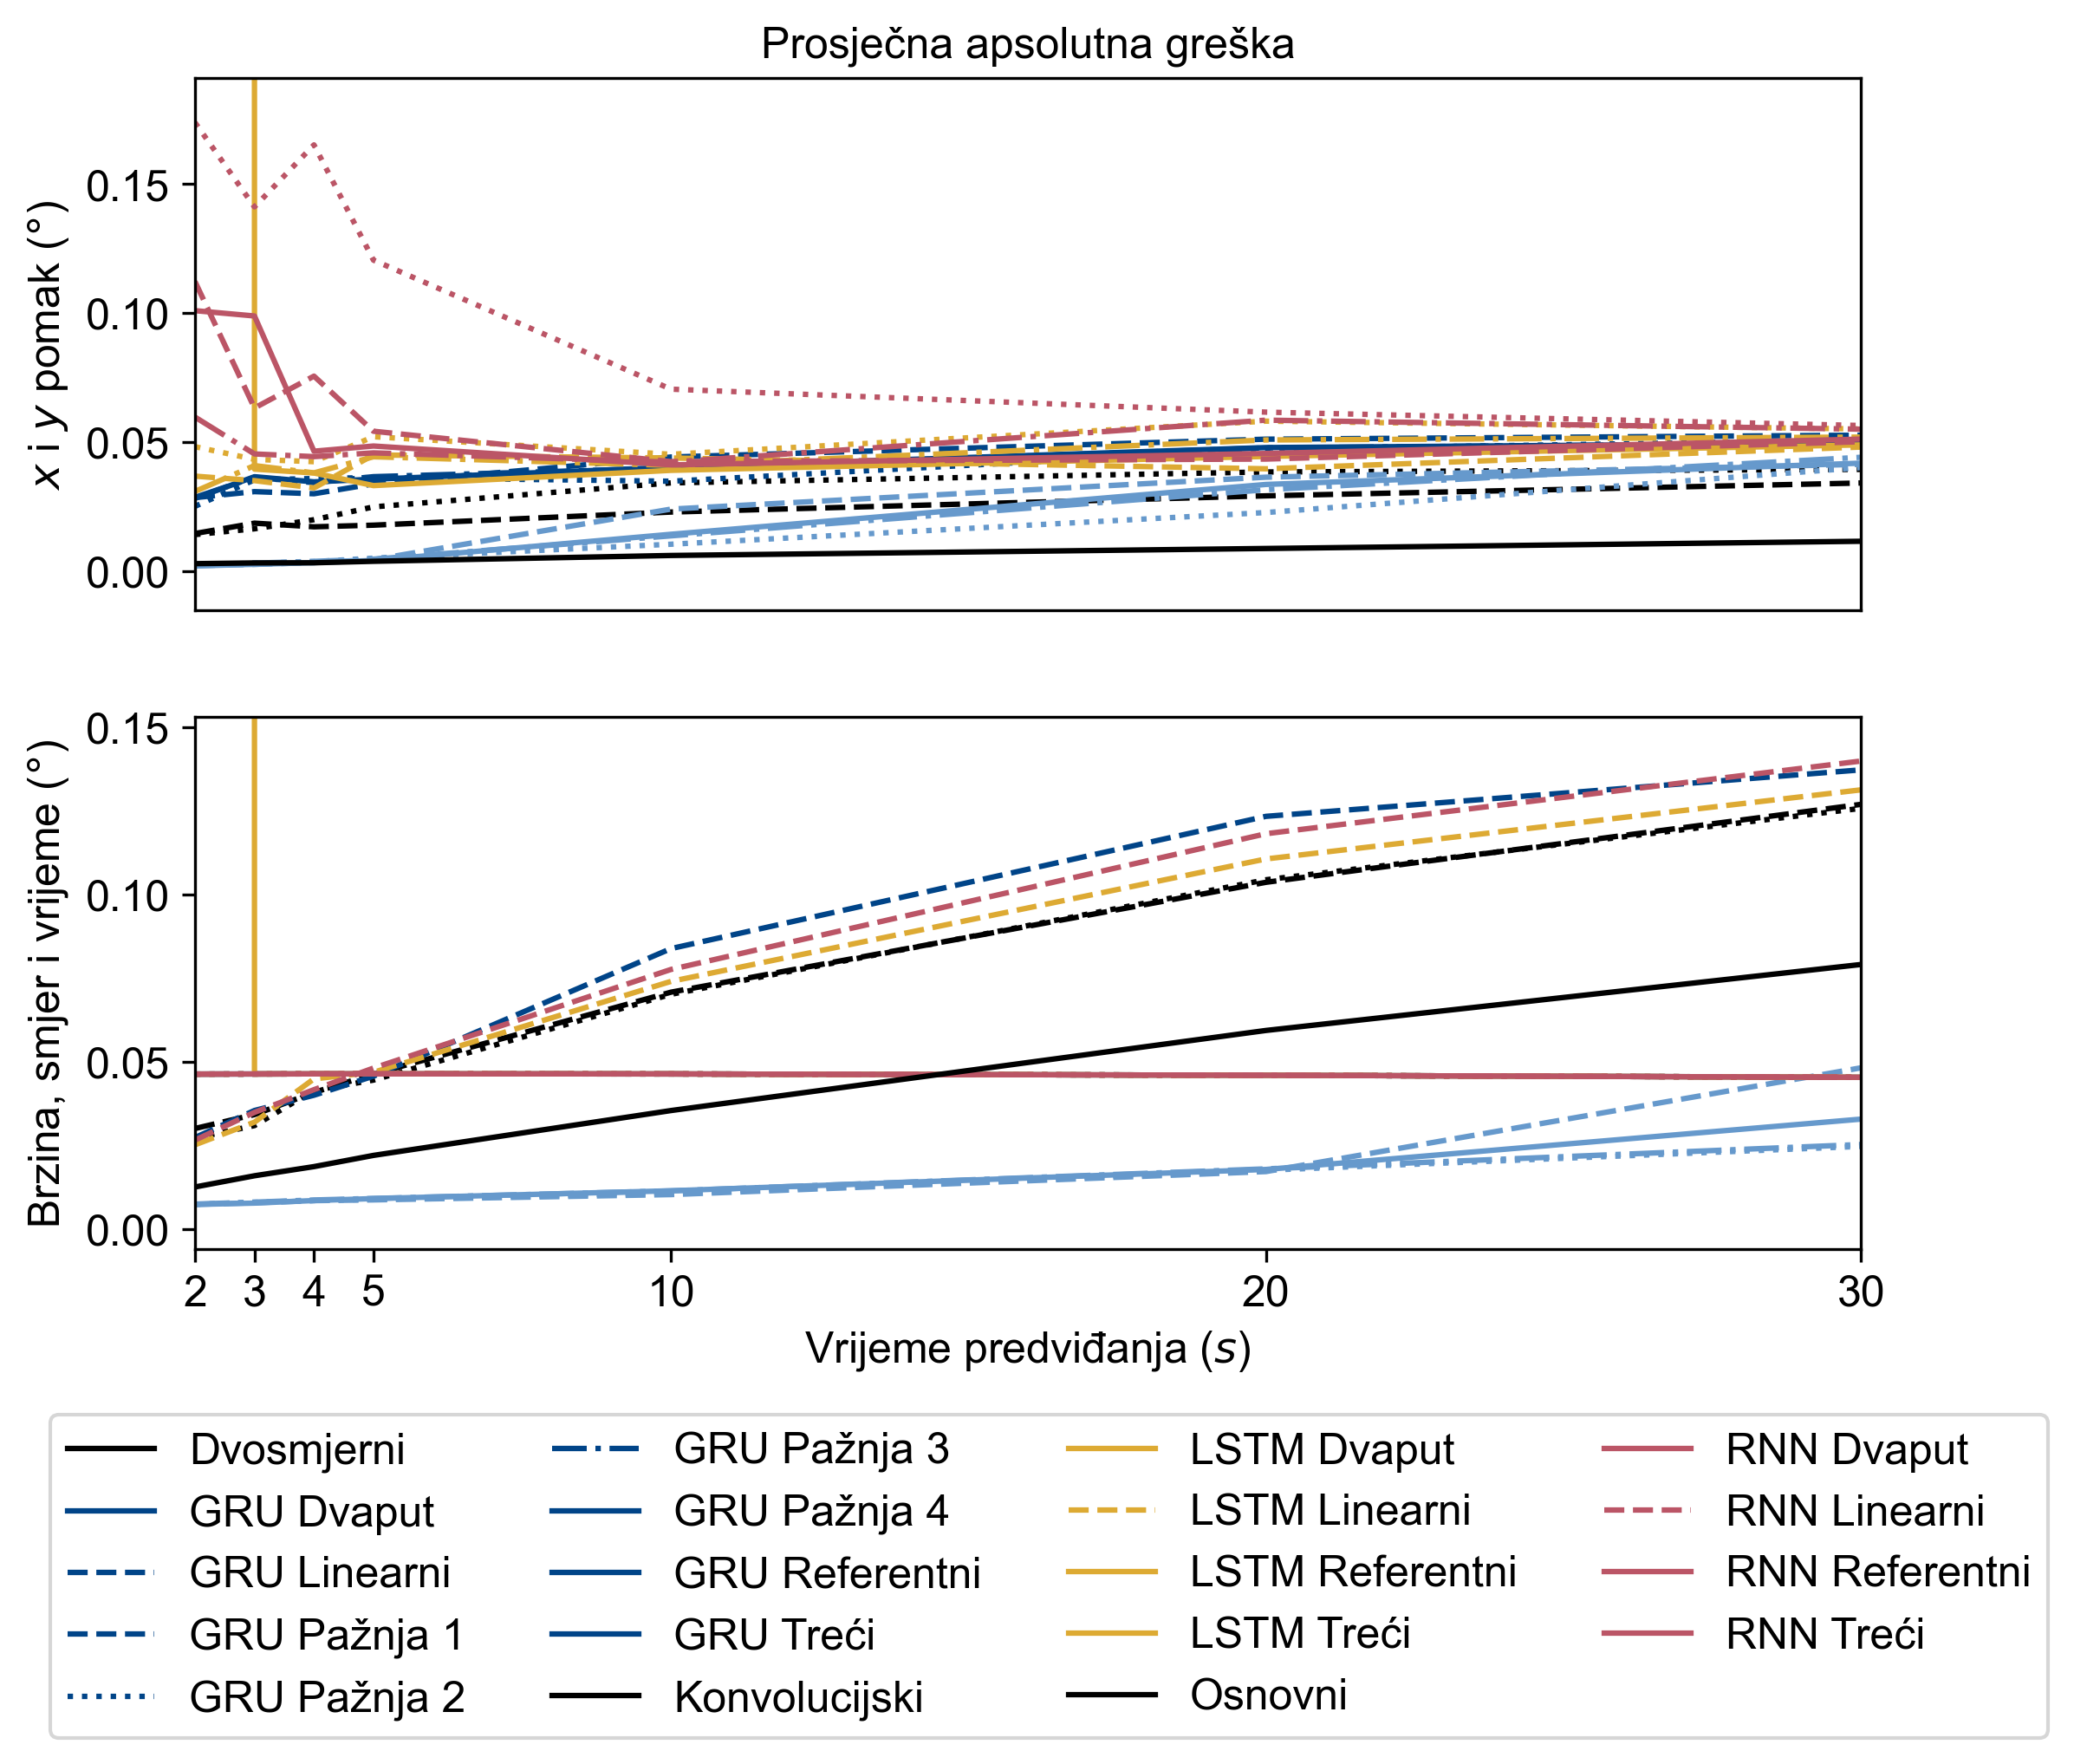 Prosječna apsolutna greška
x i y pomak (°)
0.15
0.10
0.05
0.00
Brzina, smjer i vrijeme (°)
0.15
0.10
0.05
0.00
2 3 4 5 10 20 30
Vrijeme predviđanja (s)
Dvosmjerni
GRU Dvaput
GRU Linearni
GRU Pažnja 1
GRU Pažnja 2
GRU Pažnja 3
GRU Pažnja 4
GRU Referentni
GRU Treći
Konvolucijski
LSTM Dvaput
LSTM Linearni
LSTM Referentni
LSTM Treći
Osnovni
RNN Dvaput
RNN Linearni
RNN Referentni
RNN Treći